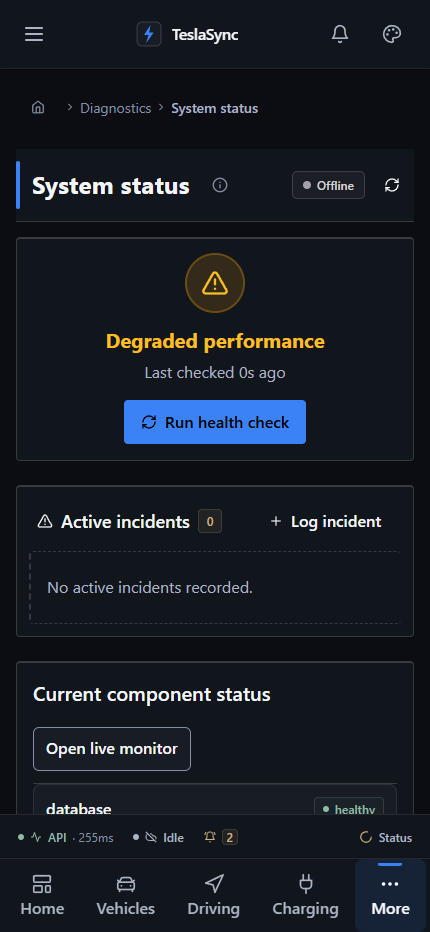 TeslaSync
Diagnostics
System status
System status
Offline
Degraded performance
Last checked 0s ago
Run health check
Active incidents
0
Log incident
No active incidents recorded.
Current component status
Open live monitor
database
healthy
API · 255ms
Idle
2
Status
Home
Vehicles
Driving
Charging
More